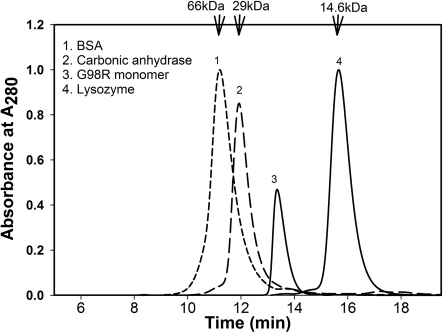 66kDa 29kDa 14.6kDa
1.2
1. BSA
2. Carbonic anhydrase
3. G98R monomer
4. Lysozyme
1 4
1.0
2
0.8
0.6
3
0.4
0.2
0.0
Absorbance at A280
6 8 10 12 14 16 18
Time (min)